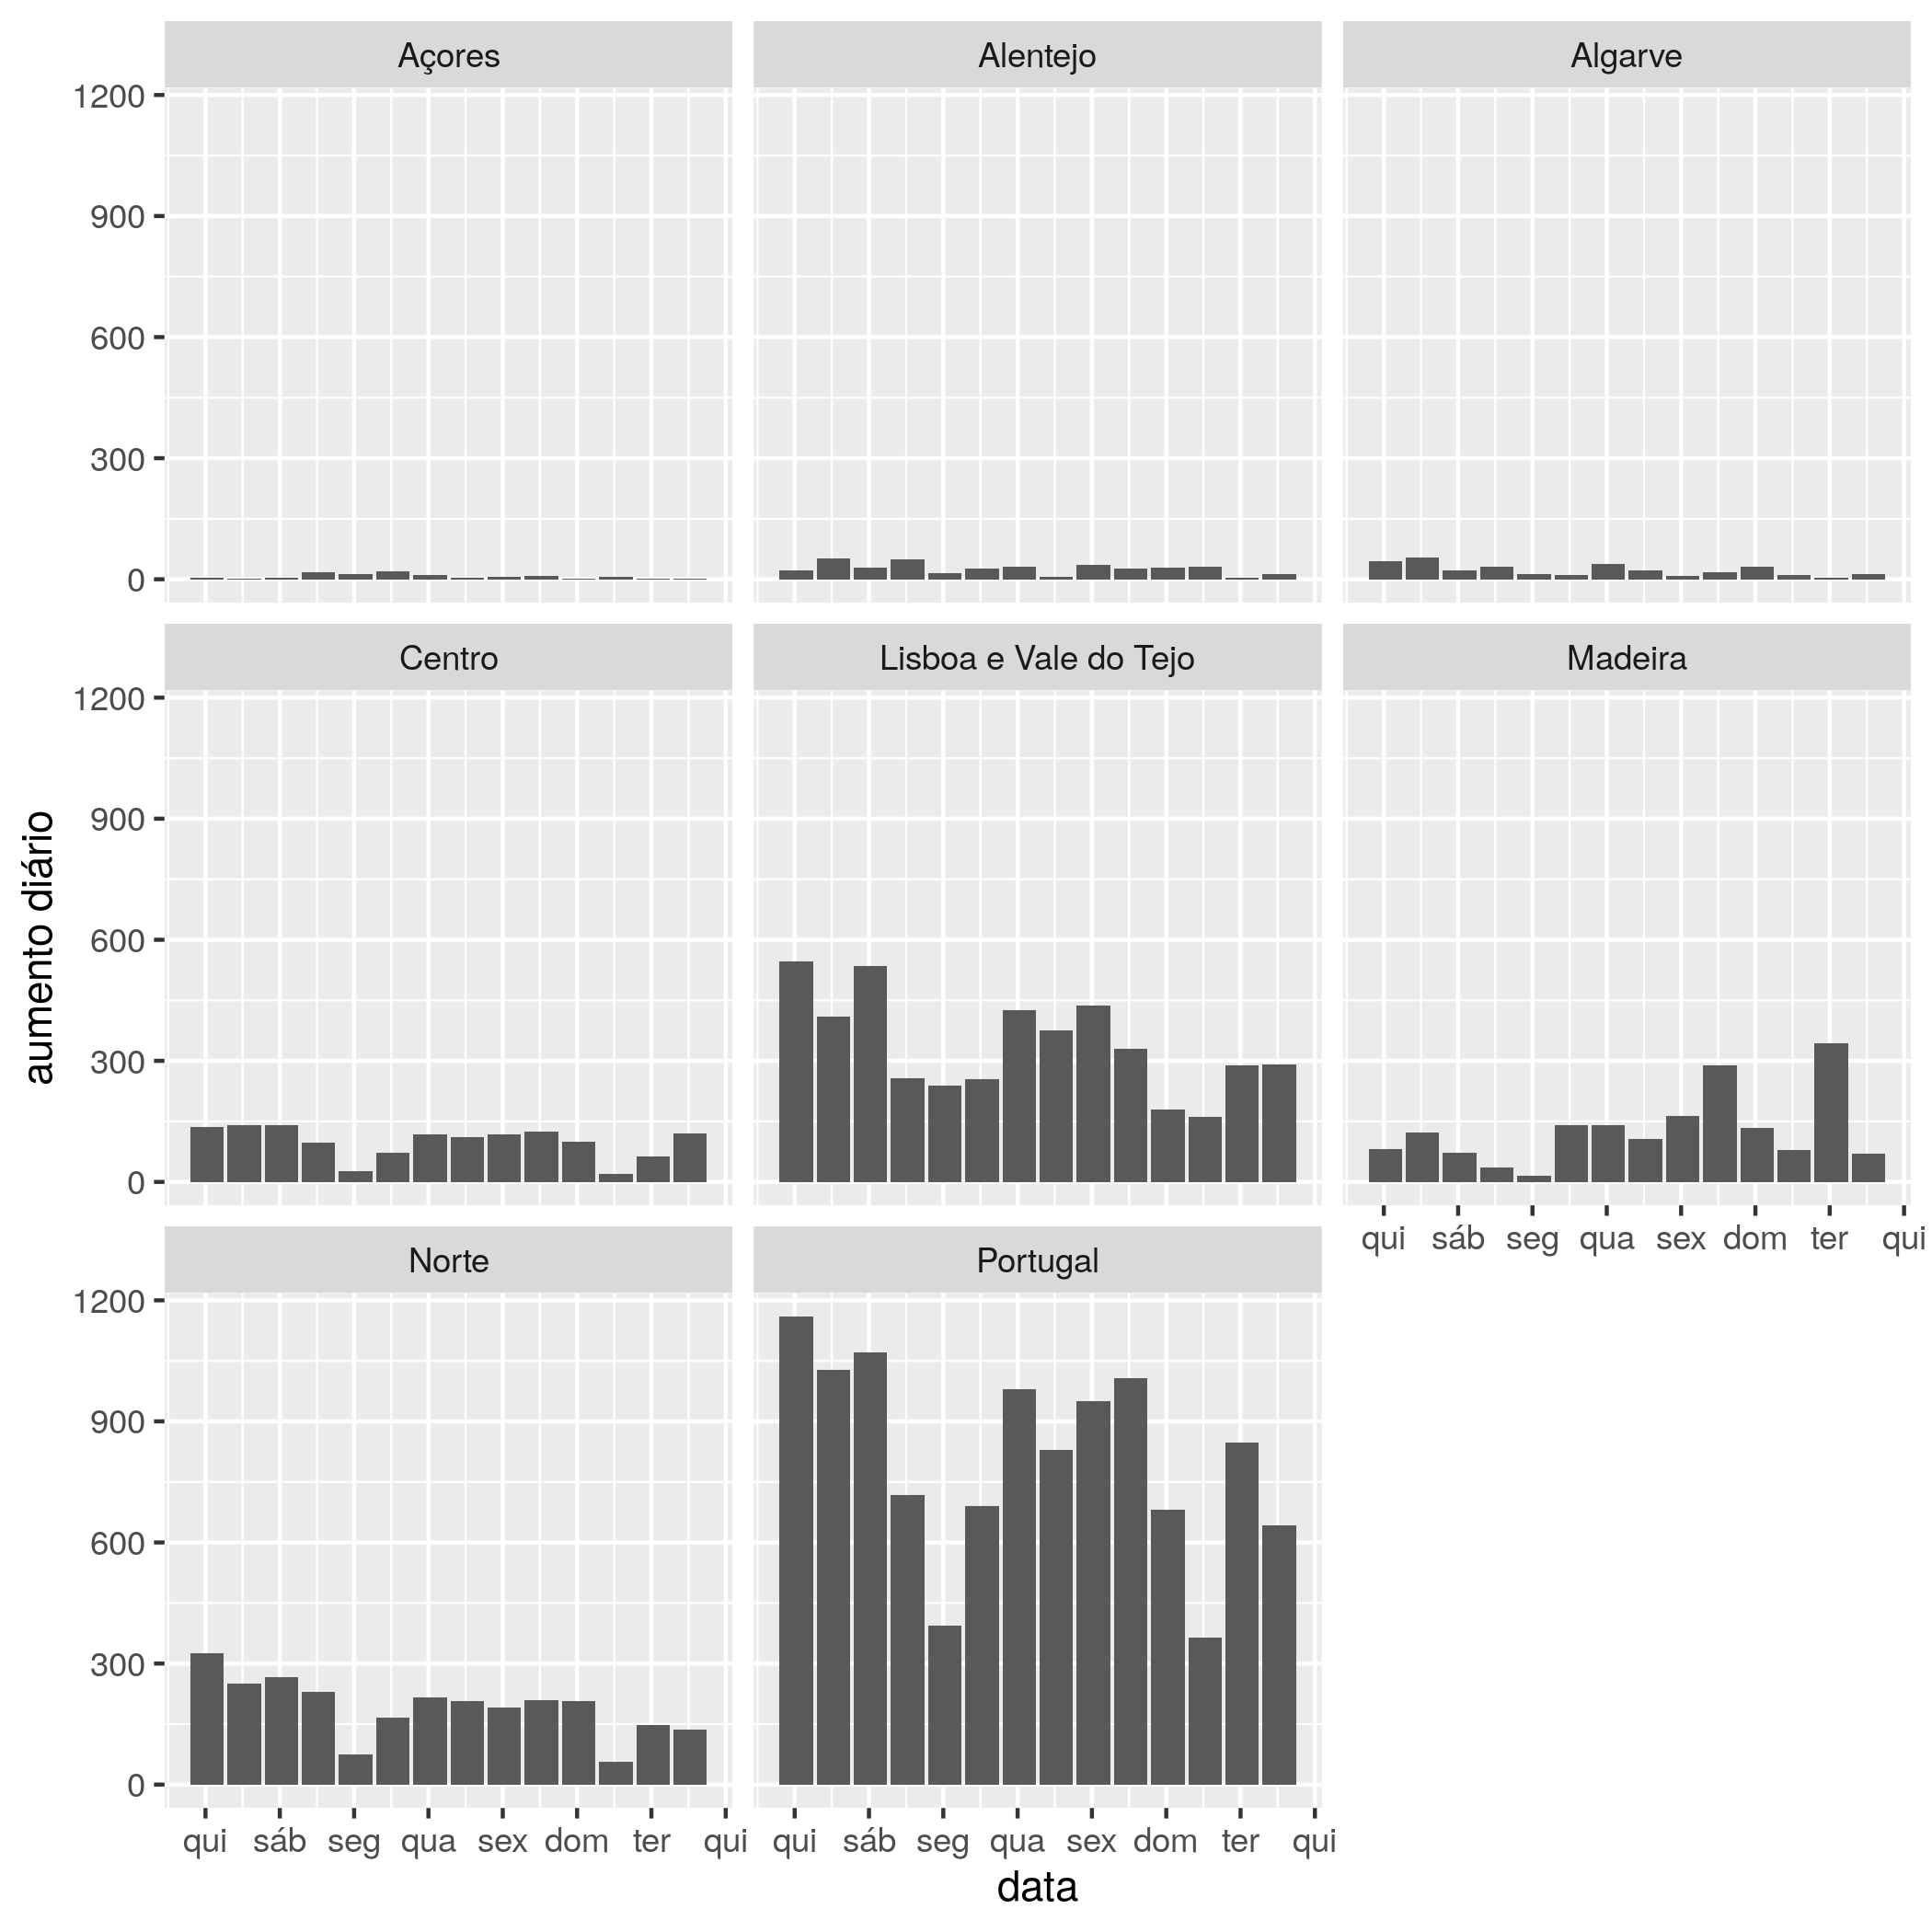 Açores Alentejo Algarve
1200
900
600
300
0
Centro Lisboa e Vale do Tejo Madeira
1200
900
600
300
0
qui sáb seg qua sex dom ter qui
Norte Portugal
1200
900
600
300
0
qui sáb seg qua sex dom ter qui qui sáb seg qua sex dom ter qui
data
aumento diário